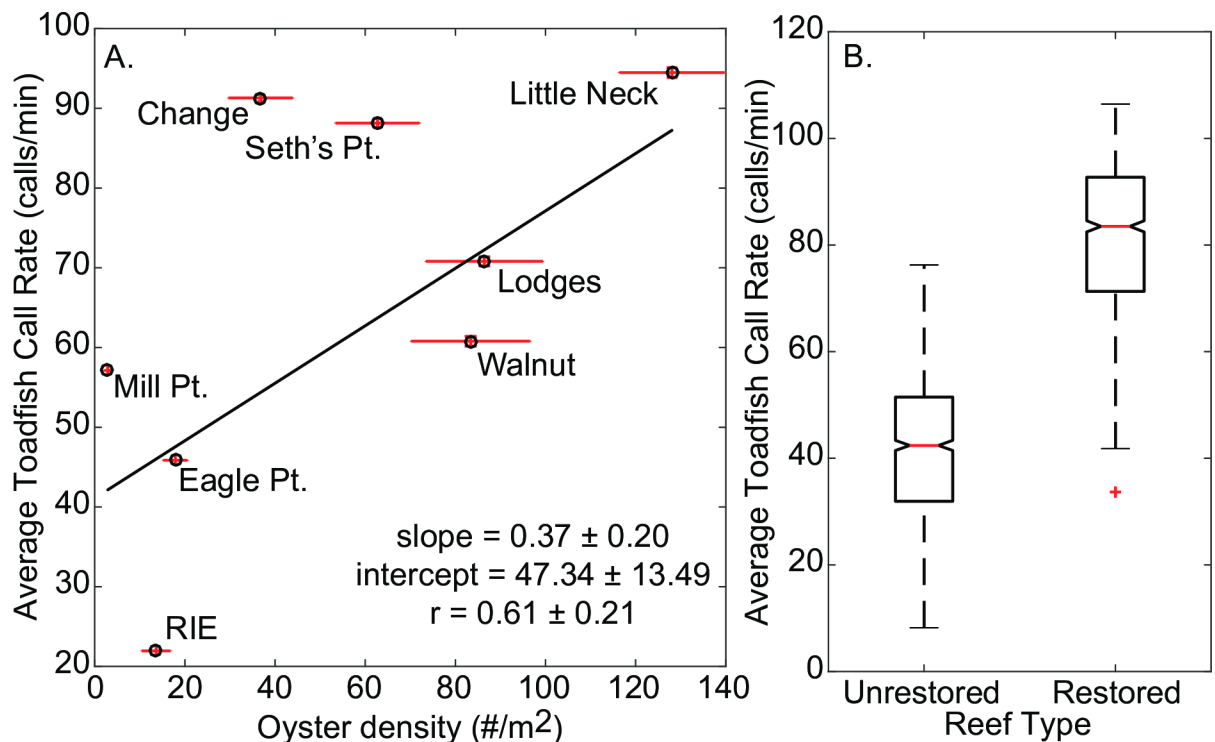 A.
Average Toadfish Call Rate (calls/min)
100
90
80
70
60
50
40
30
20
Change
Seth's Pt.
Little Neck
Lodges
Walnut
Mill Pt.
Eagle Pt.
RIE
slope = 0.37 ± 0.20
intercept = 47.34 ± 13.49
r = 0.61 ± 0.21
0 20 40 60 80 100 120 140
Oyster density (#/m2)
B.
Average Toadfish Call Rate (calls/min)
120
100
80
60
40
20
0
Unrestored Restored
Reef Type